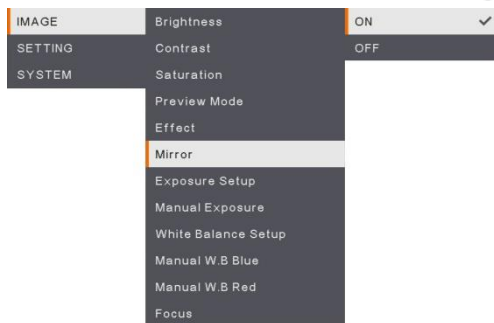 IMAGE
SETTING
SYSTEM
Brightness
Contrast
Saturation
Preview Mode
Effect
Mirror
Exposure Setup
Manual Exposure
White Balance Setup
Manual W.B Blue
Manual W.B Red
Focus
ON
OFF